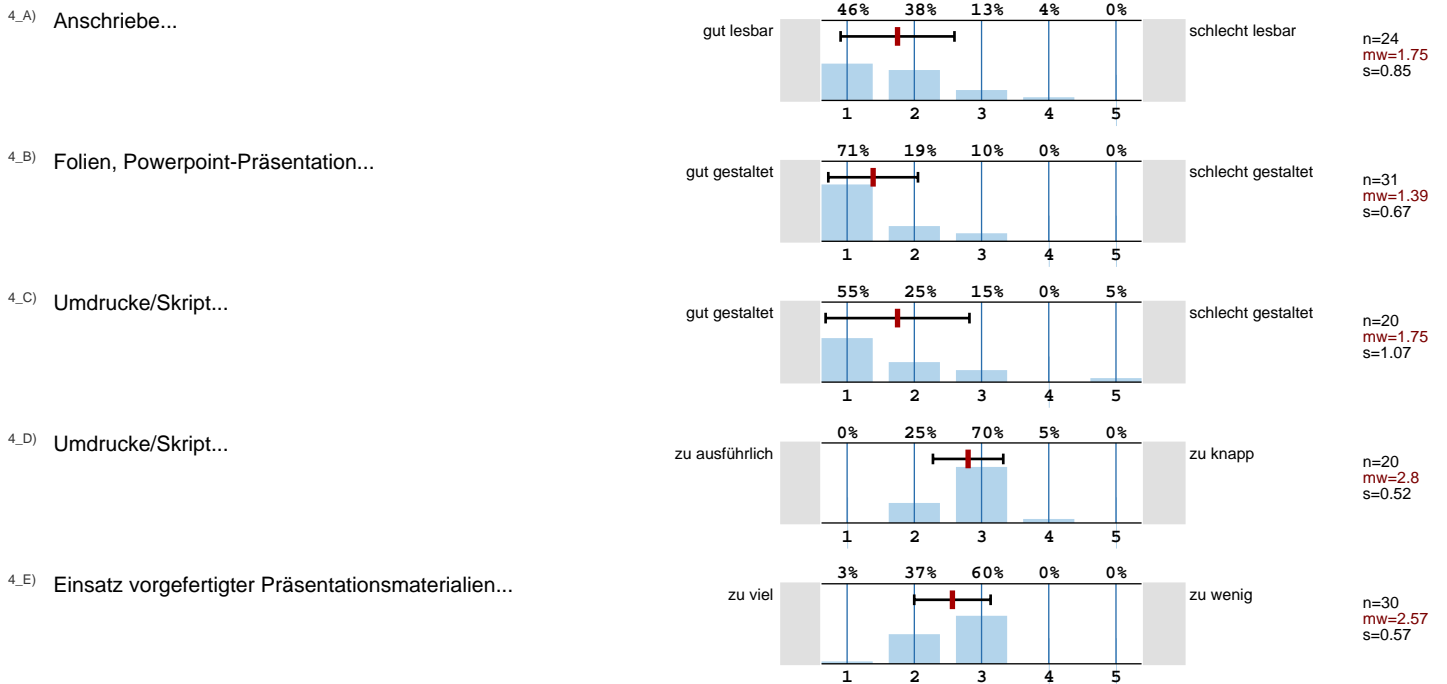 4_A) Anschriebe...
46% 38% 13% 4% 0%
gut lesbar
schlecht lesbar
n=24
mw=1.75
s=0.85
1 2 3 4 5
4_B) Folien, Powerpoint-Präsentation...
71% 19% 10% 0% 0%
gut gestaltet
schlecht gestaltet
n=31
mw=1.39
s=0.67
1 2 3 4 5
4_C) Umdrucke/Skript...
55% 25% 15% 0% 5%
gut gestaltet
schlecht gestaltet
n=20
mw=1.75
s=1.07
1 2 3 4 5
4_D) Umdrucke/Skript...
0% 25% 70% 5% 0%
zu ausführlich
zu knapp
n=20
mw=2.8
s=0.52
1 2 3 4 5
4_E) Einsatz vorgefertigter Präsentationsmaterialien...
3% 37% 60% 0% 0%
zu viel
zu wenig
n=30
mw=2.57
s=0.57
1 2 3 4 5